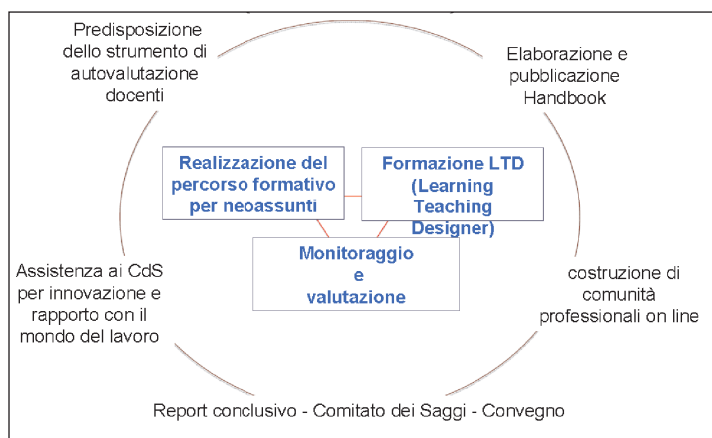 Predisposizione
dello strumento di
autovalutazione
docenti
Elaborazione e
pubblicazione
Handbook
Realizzazione del
percorso formativo
per neoassunti
Formazione LTD
(Learning
Teaching
Designer)
Monitoraggio
e
valutazione
Assistenza ai CdS
per innovazione e
rapporto con il
mondo del lavoro
costruzione di
comunità
professionali on line
Report conclusivo - Comitato dei Saggi - Convegno